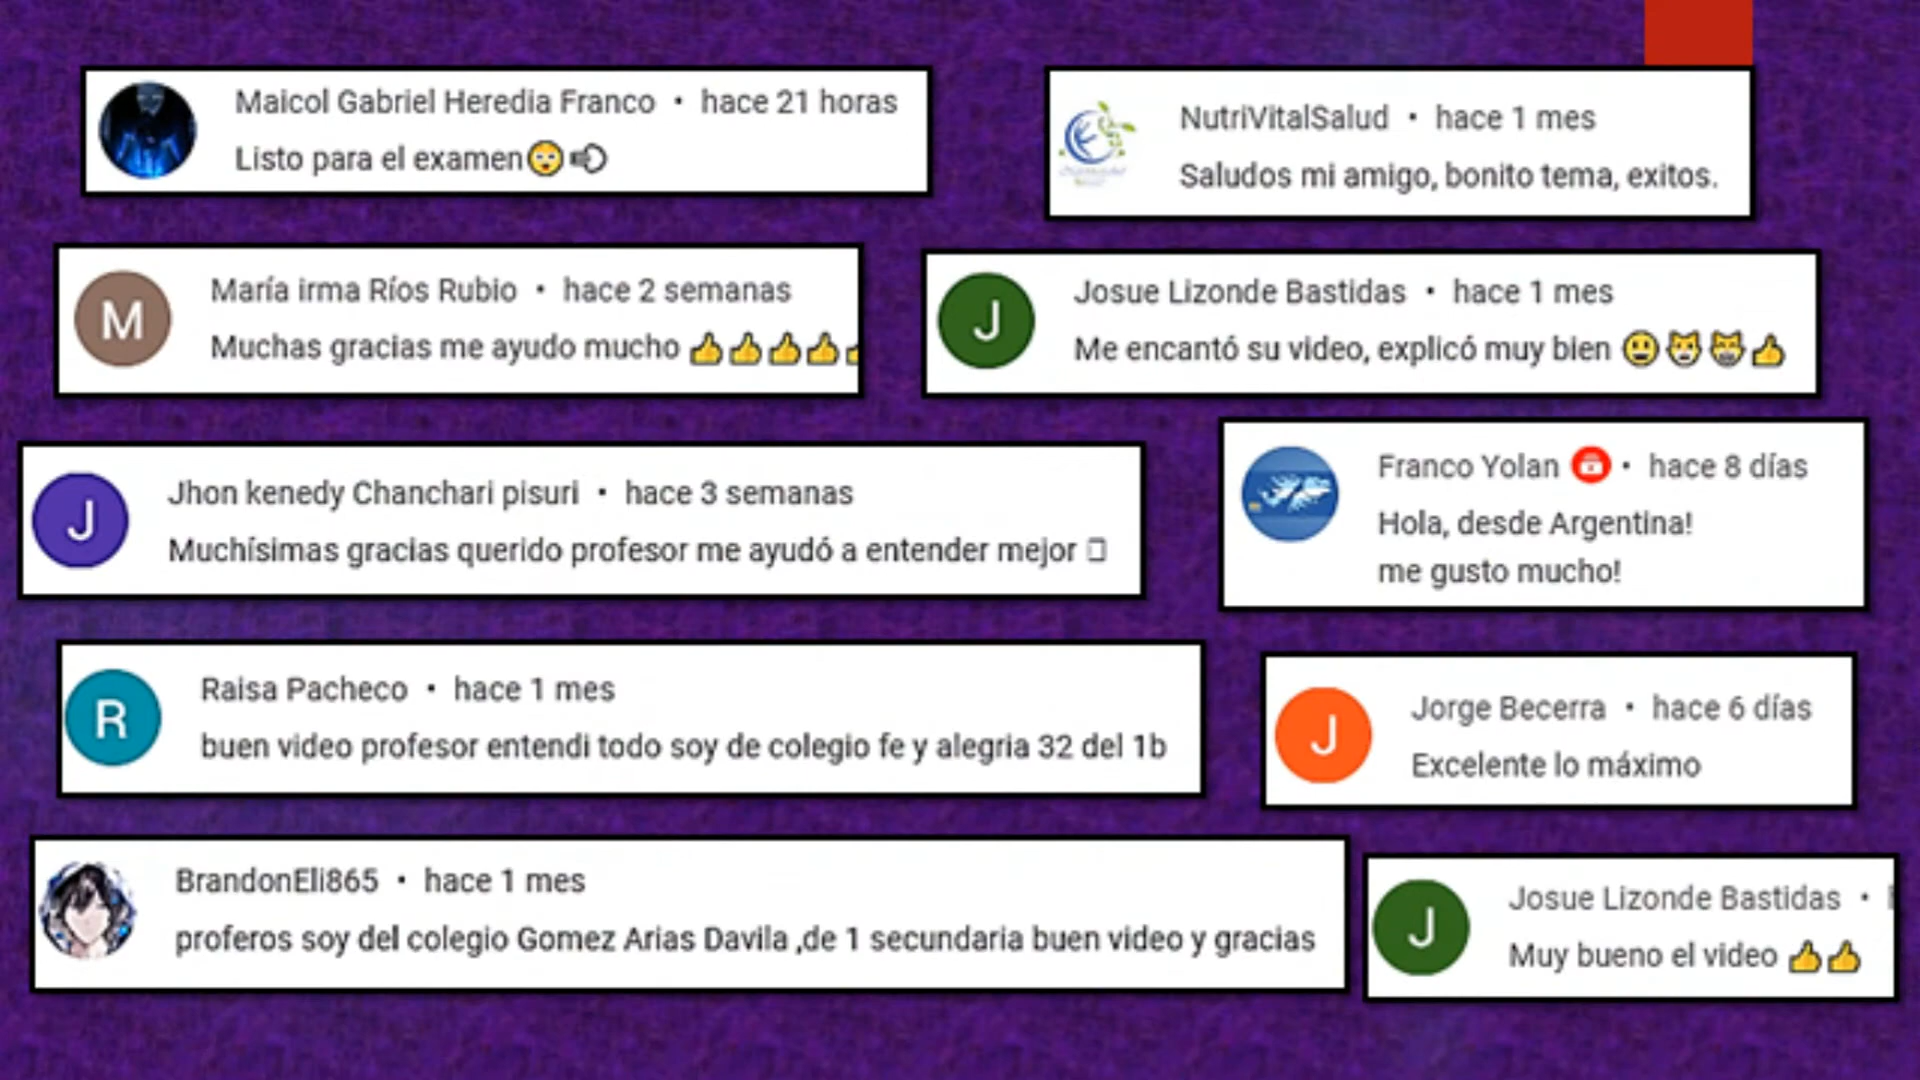 Maicol Gabriel Heredia Franco • hace 21 horas
Listo para el examen😳💨
NutriVitalSalud • hace 1 mes
Saludos mi amigo, bonito tema, exitos.
M
María irma Ríos Rubio • hace 2 semanas
Muchas gracias me ayudo mucho 👍👍👍👍👍
J
Josue Lizonde Bastidas • hace 1 mes
Me encantó su video, explicó muy bien 😃😺😸👍
J
Jhon kenedy Chanchari pisuri • hace 3 semanas
Muchísimas gracias querido profesor me ayudó a entender mejor
Franco Yolan • hace 8 días
Hola, desde Argentina!
me gusto mucho!
R
Raisa Pacheco • hace 1 mes
buen video profesor entendi todo soy de colegio fe y alegria 32 del 1b
J
Jorge Becerra • hace 6 días
Excelente lo máximo
BrandonEli865 • hace 1 mes
proferos soy del colegio Gomez Arias Davila ,de 1 secundaria buen video y gracias
J
Josue Lizonde Bastidas •
Muy bueno el video 👍👍